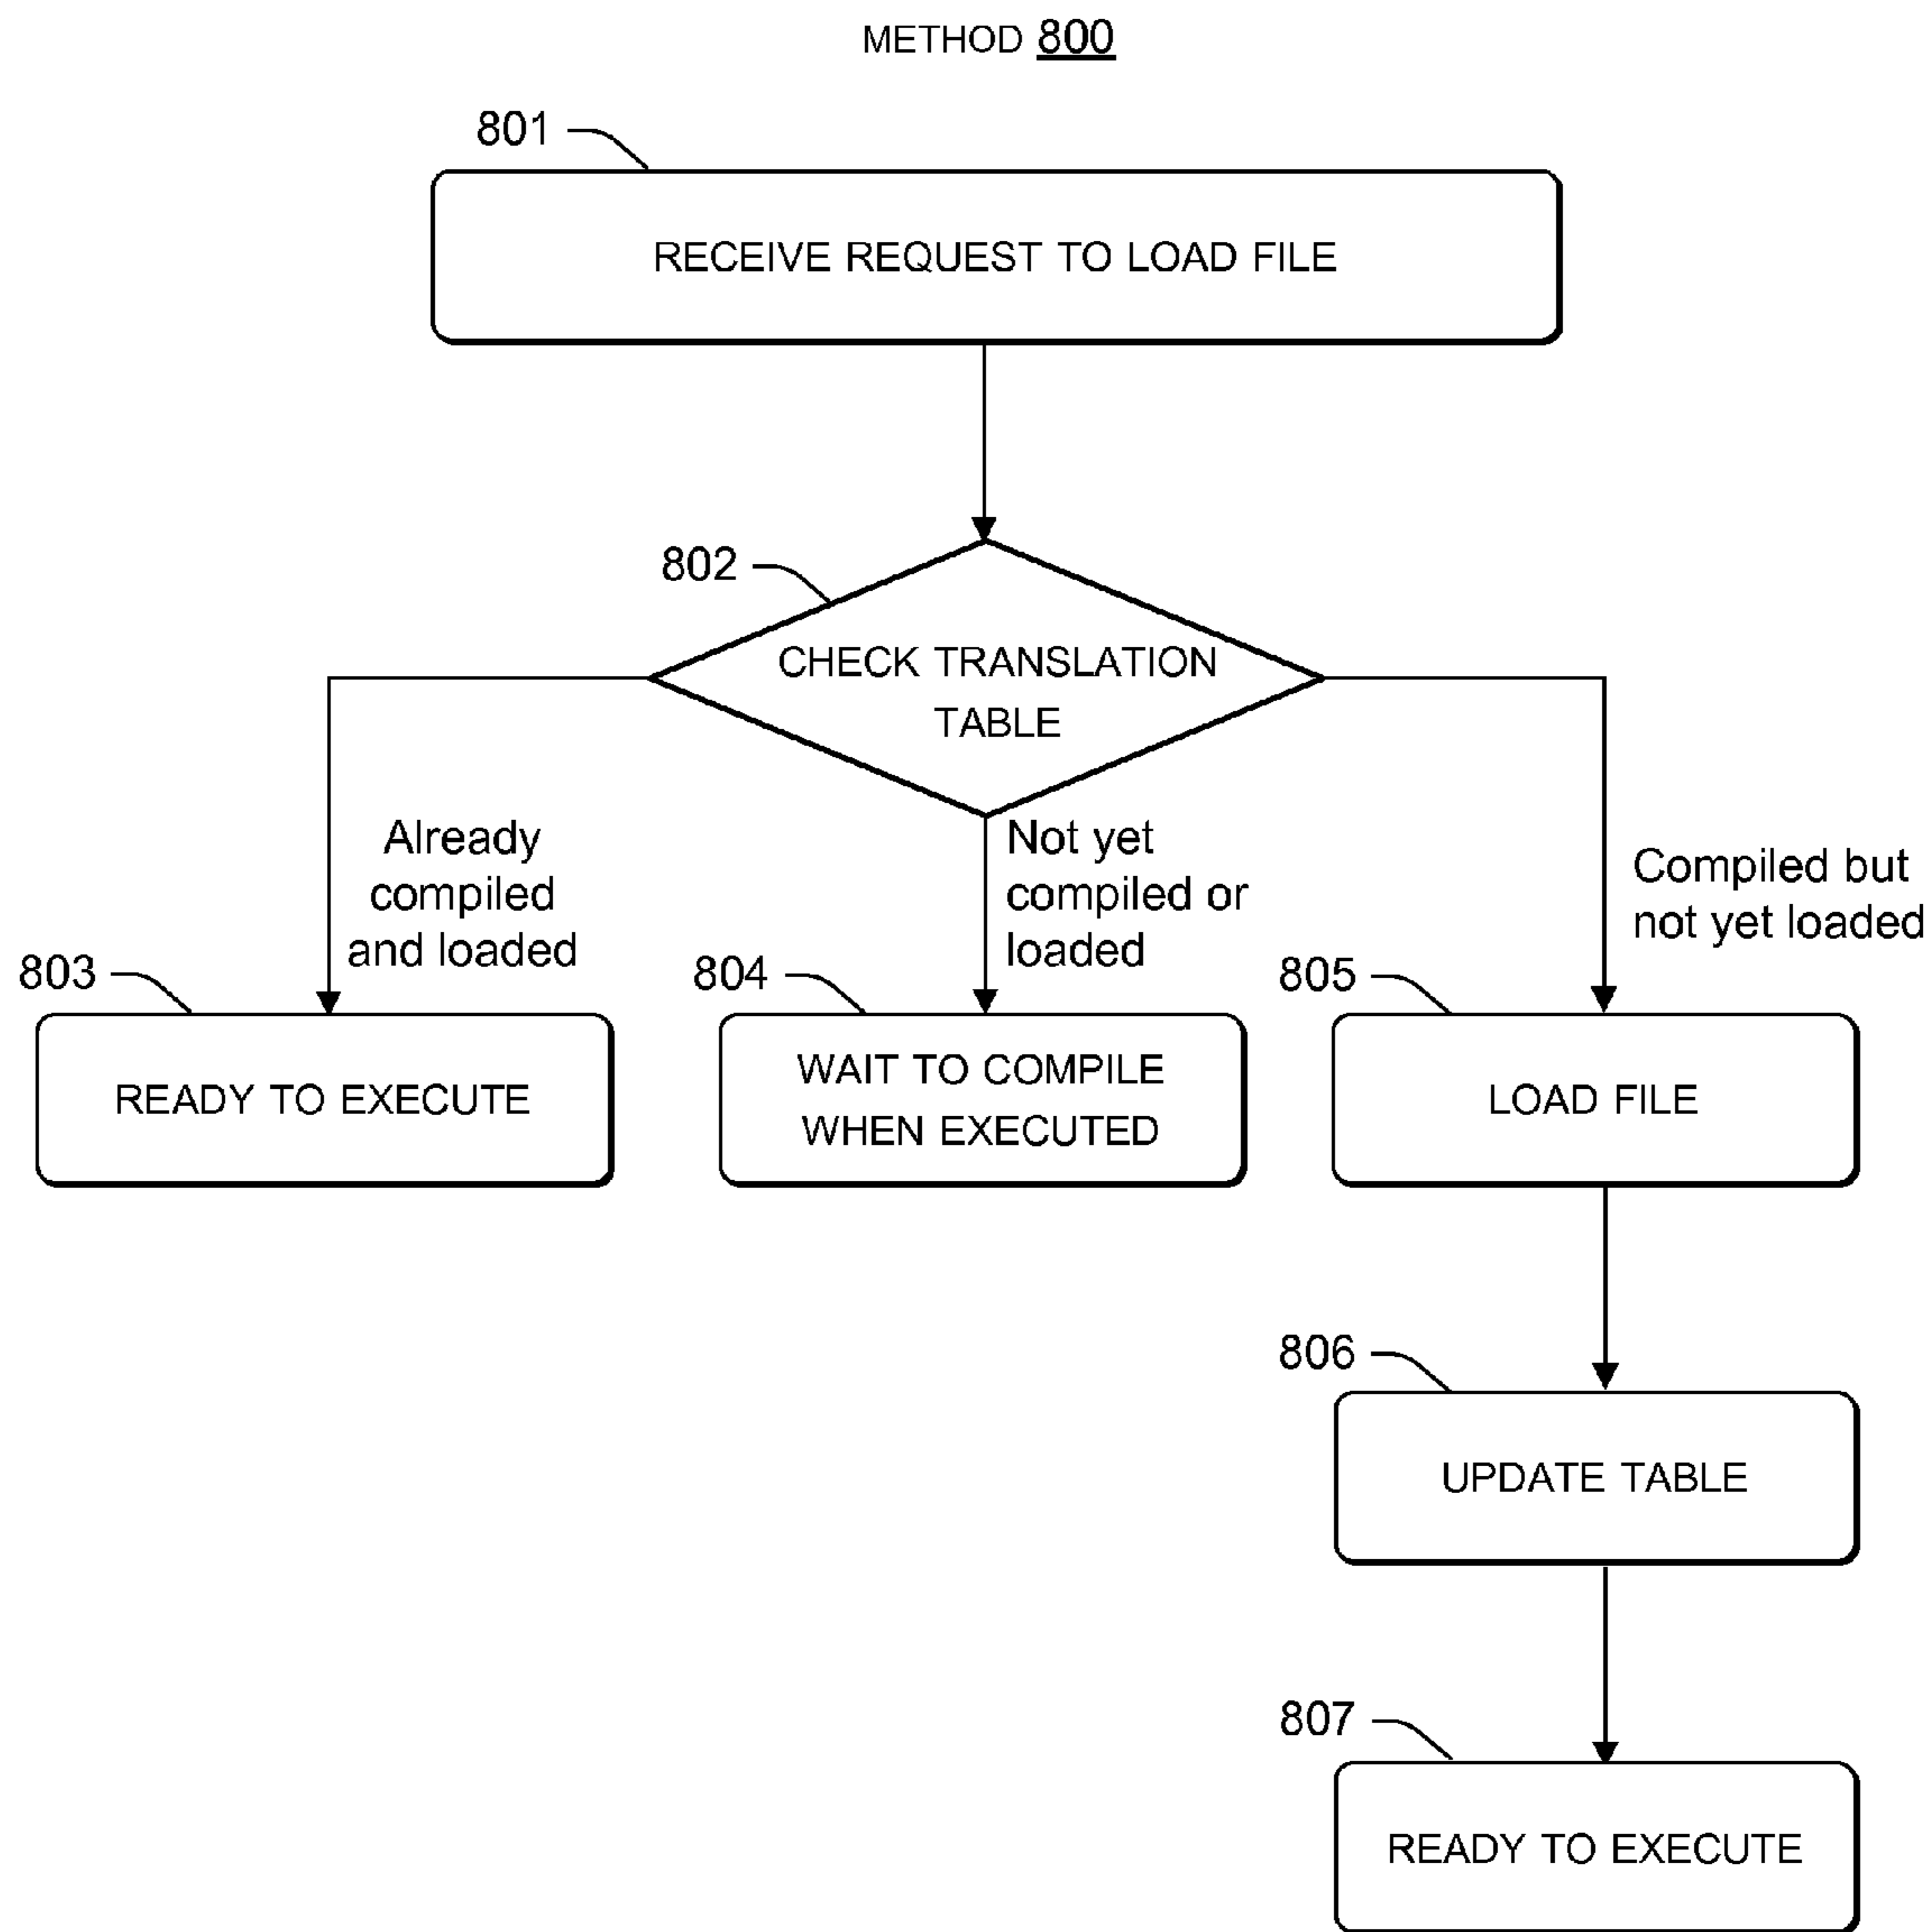 METHOD 800
801
RECEIVE REQUEST TO LOAD FILE
802
CHECK TRANSLATION
TABLE
Already
compiled
and loaded
Not yet
compiled or
loaded
Compiled but
not yet loaded
803
READY TO EXECUTE
804
WAIT TO COMPILE
WHEN EXECUTED
805
LOAD FILE
806
UPDATE TABLE
807
READY TO EXECUTE